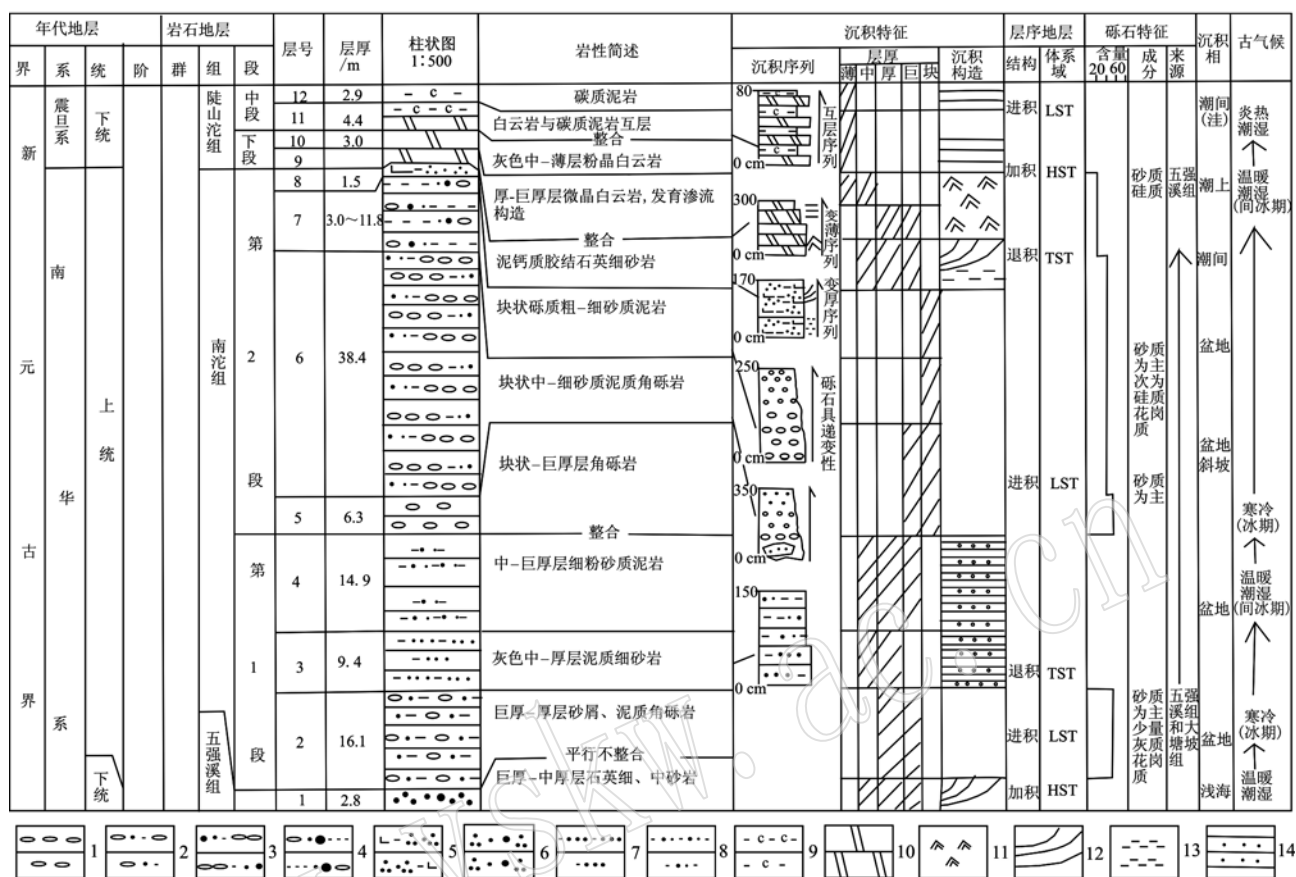 年代地层
岩石地层
层号
层厚
/m
柱状图
1∶500
岩性简述
沉积特征
层序地层
砾石特征
沉积
相
古气候
界
系
统
阶
群
组
段
沉积序列
层厚
薄 中 厚 巨 块
沉积
构造
结构
体系
域
含量
20 60
成分
来源
新元古界
震旦系
下统
陡山沱组
中段
下段
南华系
上统
下统
南沱组
五强溪组
第2段
第1段
12 2.9
11 4.4
10 3.0
9
8 1.5
7 3.0～11.8
6 38.4
5 6.3
4 14.9
3 9.4
2 16.1
1 2.8
碳质泥岩
白云岩与碳质泥岩互层
整合
灰色中–薄层粉晶白云岩
厚-巨厚层微晶白云岩, 发育渗流
构造
整合
泥钙质胶结石英细砂岩
块状砾质粗–细砂质泥岩
块状中–细砂质泥质角砾岩
块状–巨厚层角砾岩
整合
中–巨厚层细粉砂质泥岩
灰色中–厚层泥质细砂岩
巨厚–厚层砂屑、泥质角砾岩
平行不整合
巨厚–中厚层石英细、中砂岩
80
0 cm
互层序列
300
0 cm
变薄序列
170
0 cm
变厚序列
250
0 cm
砾石具递变性
350
0 cm
150
0 cm
进积 LST
加积 HST
退积 TST
进积 LST
退积 TST
进积 LST
加积 HST
砂质
硅质
五强
溪组
砂质
为主
次为
硅质
花岗
质
砂质
为主
砂质
为主
少量
灰质
花岗
质
五强
溪组
和大
塘坡
组
潮间
(洼)
潮上
潮间
盆地
盆地
斜坡
盆地
盆地
浅海
炎热
潮湿
温暖
潮湿
(间冰期)
寒冷
(冰期)
温暖
潮湿
(间冰期)
寒冷
(冰期)
温暖
潮湿
1 2 3 4 5 6 7 8 9 10 11 12 13 14